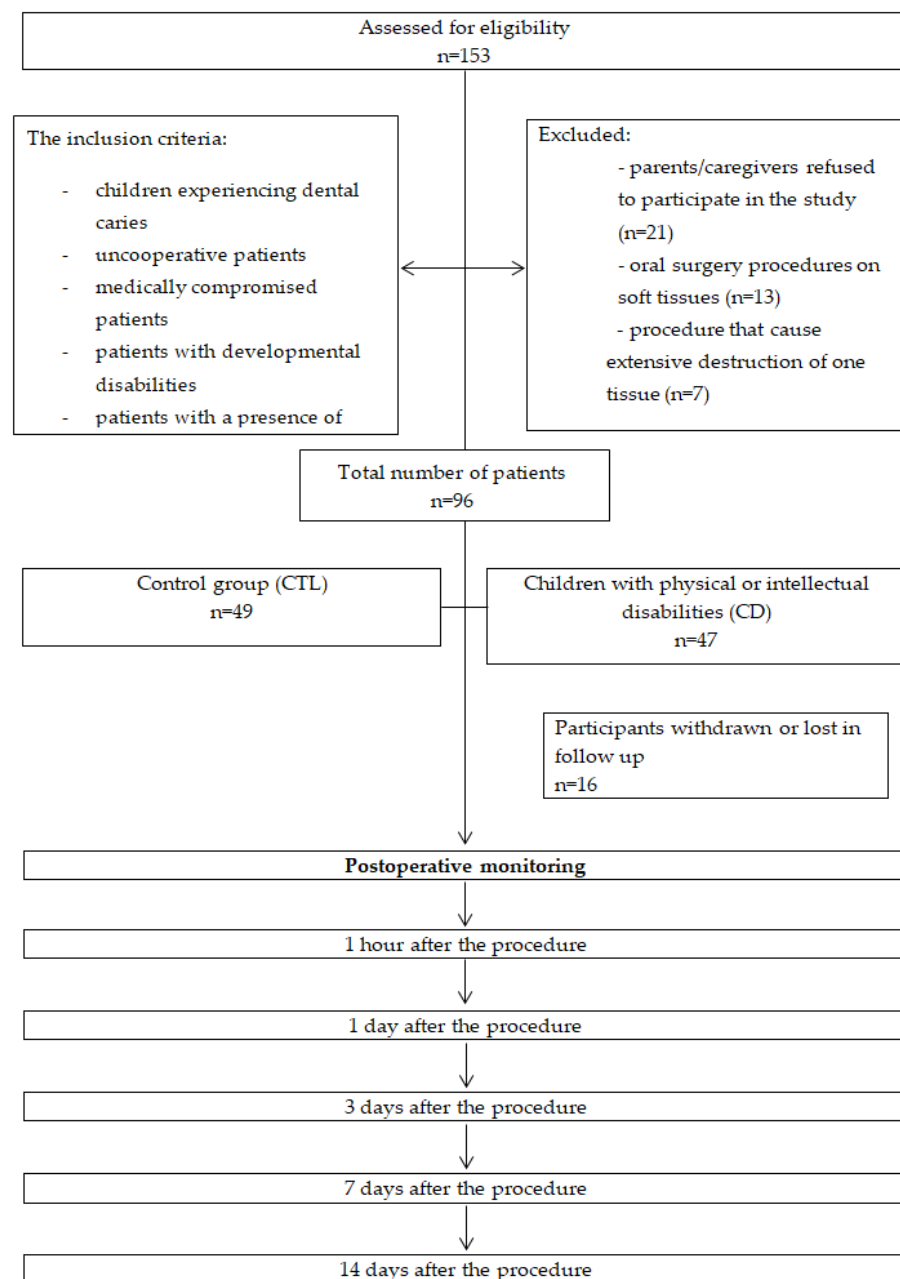 Assessed for eligibility
n=153
The inclusion criteria:
- children experiencing dental
caries
- uncooperative patients
- medically compromised
patients
- patients with developmental
disabilities
- patients with a presence of
Excluded:
- parents/caregivers refused
to participate in the study
(n=21)
- oral surgery procedures on
soft tissues (n=13)
- procedure that cause
extensive destruction of one
tissue (n=7)
Total number of patients
n=96
Control group (CTL)
n=49
Children with physical or intellectual
disabilities (CD)
n=47
Participants withdrawn or lost in
follow up
n=16
Postoperative monitoring
1 hour after the procedure
1 day after the procedure
3 days after the procedure
7 days after the procedure
14 days after the procedure